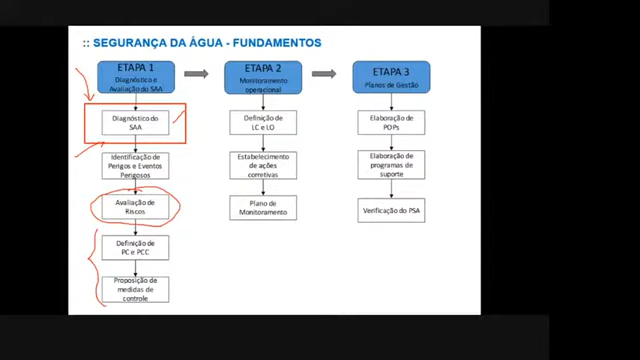 :: SEGURANÇA DA ÁGUA - FUNDAMENTOS
ETAPA 1
Diagnóstico e
Avaliação do SAA
Diagnóstico do
SAA
Identificação de
Perigos e Eventos
Perigosos
Avaliação de
Riscos
Definição de
PC e PCC
Proposição de
medidas de
controle
ETAPA 2
Monitoramento
operacional
Definição de
LC e LO
Estabelecimento
de ações
corretivas
Plano de
Monitoramento
ETAPA 3
Planos de Gestão
Elaboração de
POPs
Elaboração de
programas de
suporte
Verificação do PSA